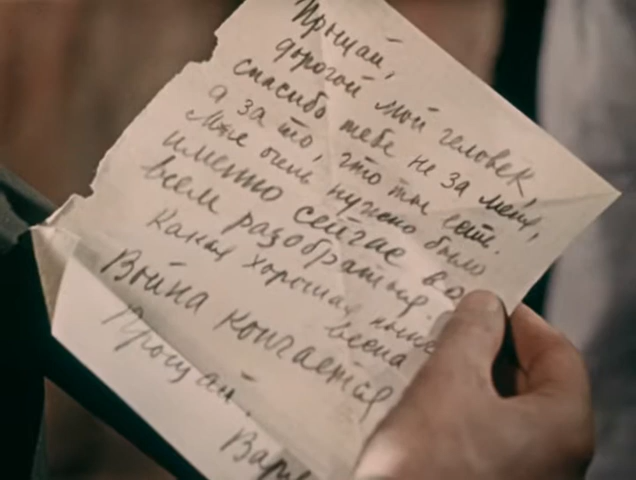 Прощай,
дорогой мой человек,
спасибо тебе не за меня,
а за то, что ты есть.
Мне очень нужно было
именно сейчас во
всем разобраться.
Какая хорошая ныне
весна
Война кончается
Прощай.